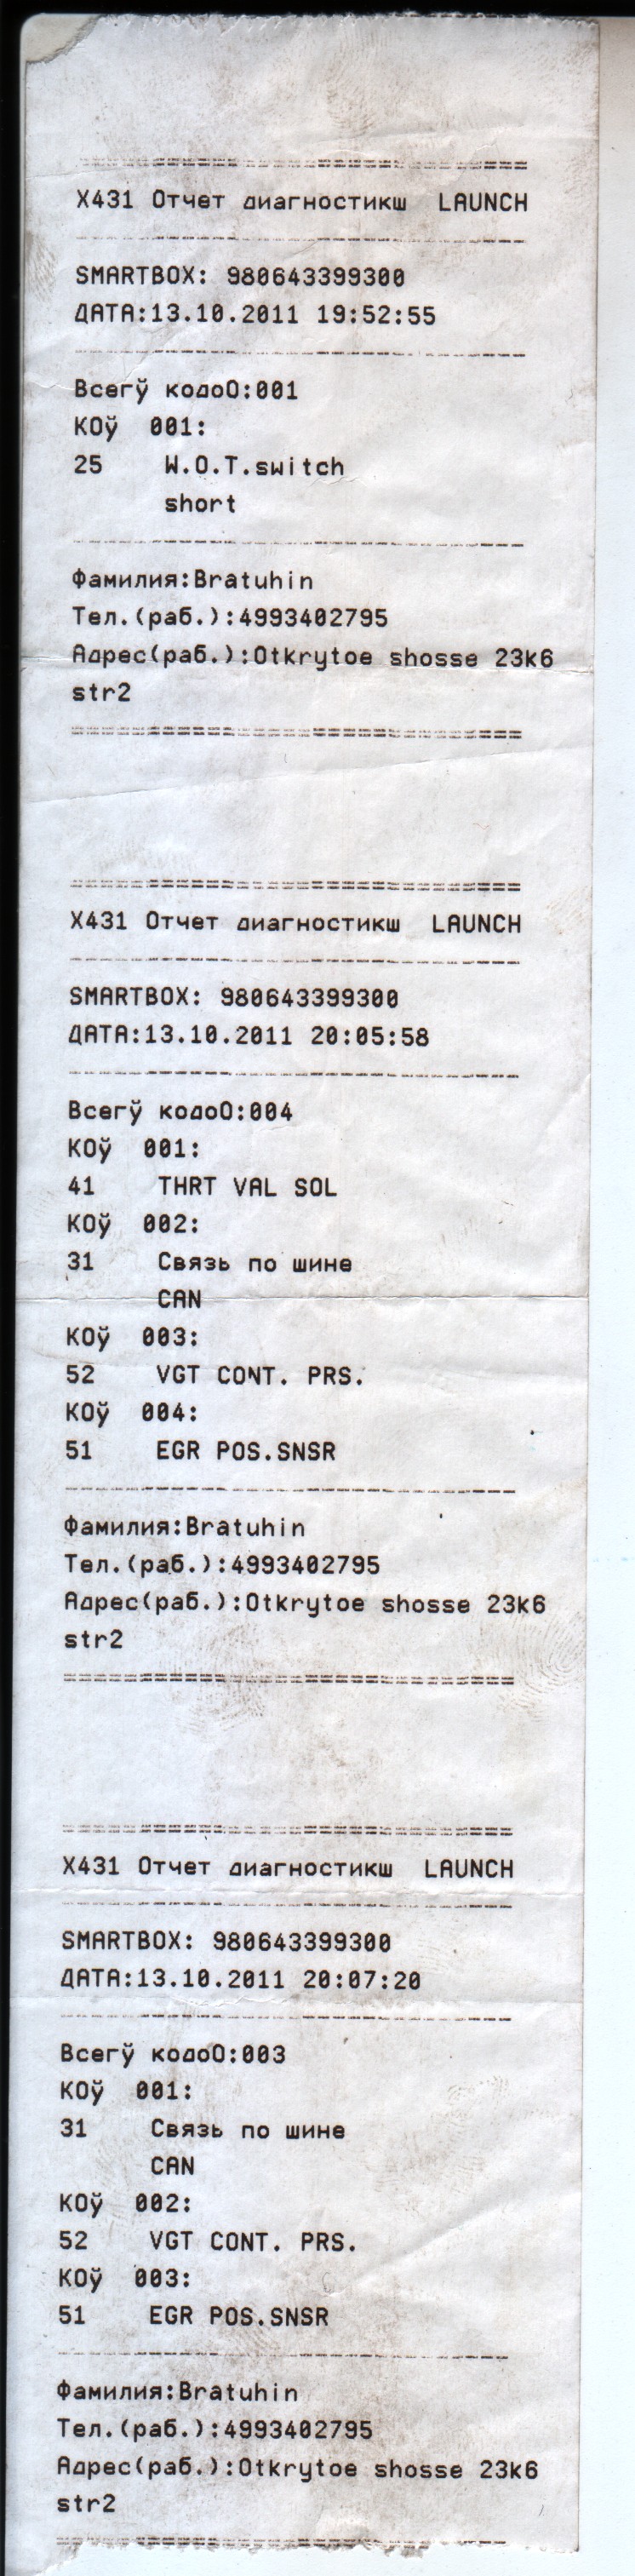 X431 Отчет диагностикш LAUNCH
SMARTBOX: 980643399300
ДАТА:13.10.2011 19:52:55
Всегў кодоО:001
КОў 001:
25 W.O.T.switch
short
Фамилия:Bratuhin
Тел.(раб.):4993402795
Адрес(раб.):Otkrytoe shosse 23k6
str2
X431 Отчет диагностикш LAUNCH
SMARTBOX: 980643399300
ДАТА:13.10.2011 20:05:58
Всегў кодоО:004
КОў 001:
41 THRT VAL SOL
КОў 002:
31 Связь по шине
CAN
КОў 003:
52 VGT CONT. PRS.
КОў 004:
51 EGR POS.SNSR
Фамилия:Bratuhin
Тел.(раб.):4993402795
Адрес(раб.):Otkrytoe shosse 23k6
str2
X431 Отчет диагностикш LAUNCH
SMARTBOX: 980643399300
ДАТА:13.10.2011 20:07:20
Всегў кодоО:003
КОў 001:
31 Связь по шине
CAN
КОў 002:
52 VGT CONT. PRS.
КОў 003:
51 EGR POS.SNSR
Фамилия:Bratuhin
Тел.(раб.):4993402795
Адрес(раб.):Otkrytoe shosse 23k6
str2